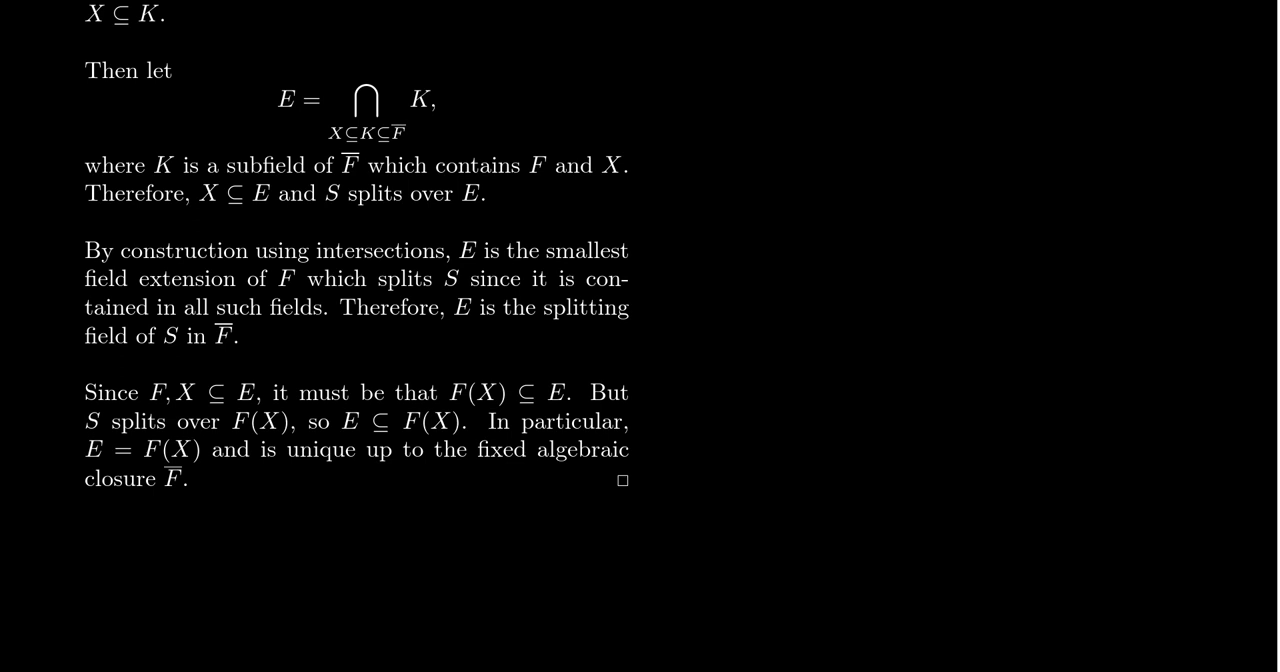 X ⊆ K.
Then let
E = ⋂ K,
X⊆K⊆F̅
where K is a subfield of F̅ which contains F and X.
Therefore, X ⊆ E and S splits over E.
By construction using intersections, E is the smallest
field extension of F which splits S since it is con-
tained in all such fields. Therefore, E is the splitting
field of S in F̅.
Since F, X ⊆ E, it must be that F(X) ⊆ E. But
S splits over F(X), so E ⊆ F(X). In particular,
E = F(X) and is unique up to the fixed algebraic
closure F̅. □